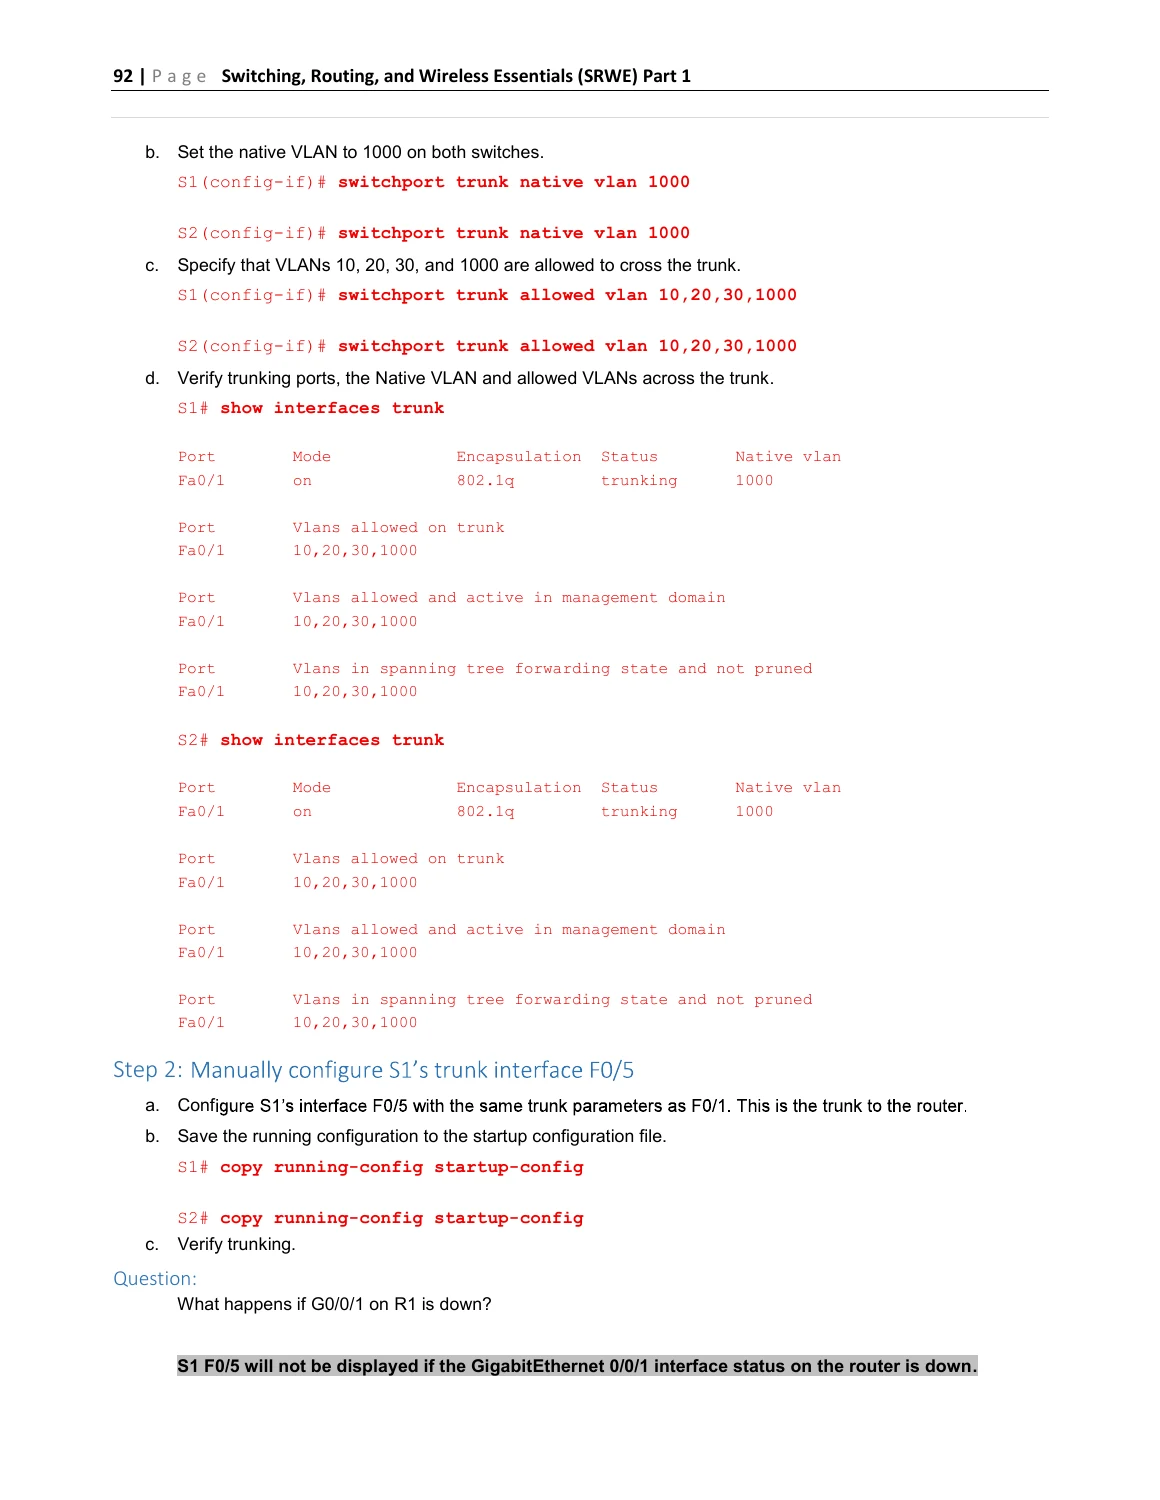 92 | Page Switching, Routing, and Wireless Essentials (SRWE) Part 1
b. Set the native VLAN to 1000 on both switches.
S1(config-if)# switchport trunk native vlan 1000
S2(config-if)# switchport trunk native vlan 1000
c. Specify that VLANs 10, 20, 30, and 1000 are allowed to cross the trunk.
S1(config-if)# switchport trunk allowed vlan 10,20,30,1000
S2(config-if)# switchport trunk allowed vlan 10,20,30,1000
d. Verify trunking ports, the Native VLAN and allowed VLANs across the trunk.
S1# show interfaces trunk
Port Mode Encapsulation Status Native vlan
Fa0/1 on 802.1q trunking 1000
Port Vlans allowed on trunk
Fa0/1 10,20,30,1000
Port Vlans allowed and active in management domain
Fa0/1 10,20,30,1000
Port Vlans in spanning tree forwarding state and not pruned
Fa0/1 10,20,30,1000
S2# show interfaces trunk
Port Mode Encapsulation Status Native vlan
Fa0/1 on 802.1q trunking 1000
Port Vlans allowed on trunk
Fa0/1 10,20,30,1000
Port Vlans allowed and active in management domain
Fa0/1 10,20,30,1000
Port Vlans in spanning tree forwarding state and not pruned
Fa0/1 10,20,30,1000
Step 2: Manually configure S1’s trunk interface F0/5
a. Configure S1’s interface F0/5 with the same trunk parameters as F0/1. This is the trunk to the router.
b. Save the running configuration to the startup configuration file.
S1# copy running-config startup-config
S2# copy running-config startup-config
c. Verify trunking.
Question:
What happens if G0/0/1 on R1 is down?
S1 F0/5 will not be displayed if the GigabitEthernet 0/0/1 interface status on the router is down.